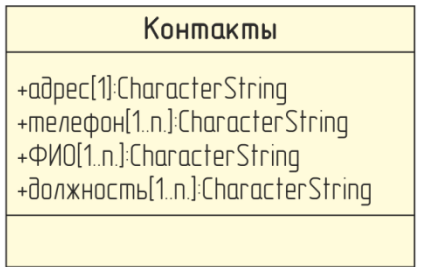 Контакты
+адрес[1]:CharacterString
+телефон[1..n.]:CharacterString
+ФИО[1..n.]:CharacterString
+должность[1..n.]:CharacterString